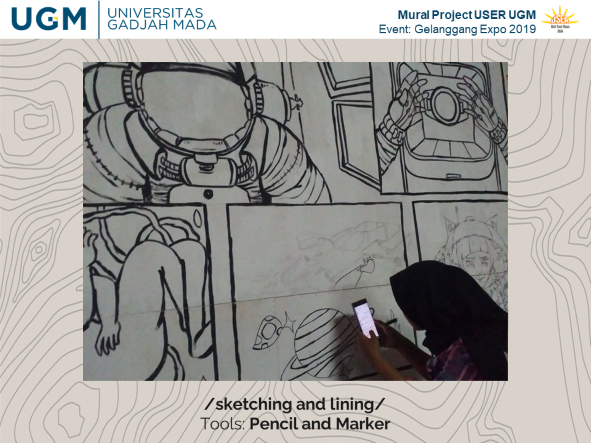 UGM
UNIVERSITAS
GADJAH MADA
Mural Project USER UGM
Event: Gelanggang Expo 2019
USER
/sketching and lining/
Tools: Pencil and Marker